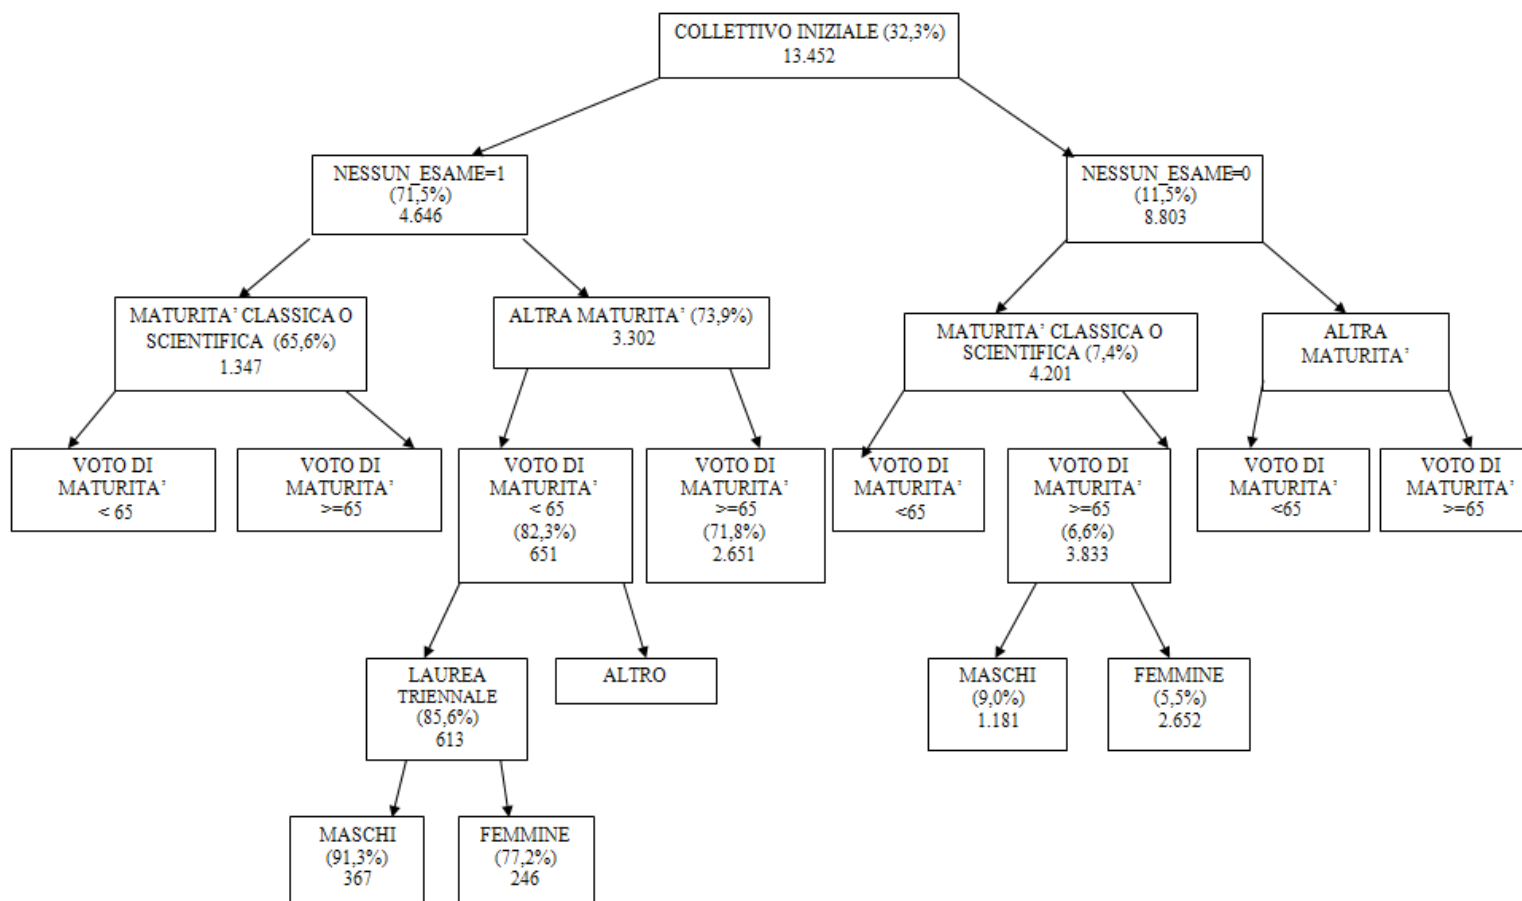 COLLETTIVO INIZIALE (32,3%)
13.452
NESSUN_ESAME=1
(71,5%)
4.646
NESSUN_ESAME=0
(11,5%)
8.803
MATURITA’ CLASSICA O
SCIENTIFICA (65,6%)
1.347
ALTRA MATURITA’ (73,9%)
3.302
MATURITA’ CLASSICA O
SCIENTIFICA (7,4%)
4.201
ALTRA
MATURITA’
VOTO DI
MATURITA’
< 65
VOTO DI
MATURITA’
>=65
VOTO DI
MATURITA’
< 65
(82,3%)
651
VOTO DI
MATURITA’
>=65
(71,8%)
2.651
VOTO DI
MATURITA’
<65
VOTO DI
MATURITA’
>=65
(6,6%)
3.833
VOTO DI
MATURITA’
<65
VOTO DI
MATURITA’
>=65
LAUREA
TRIENNALE
(85,6%)
613
ALTRO
MASCHI
(9,0%)
1.181
FEMMINE
(5,5%)
2.652
MASCHI
(91,3%)
367
FEMMINE
(77,2%)
246